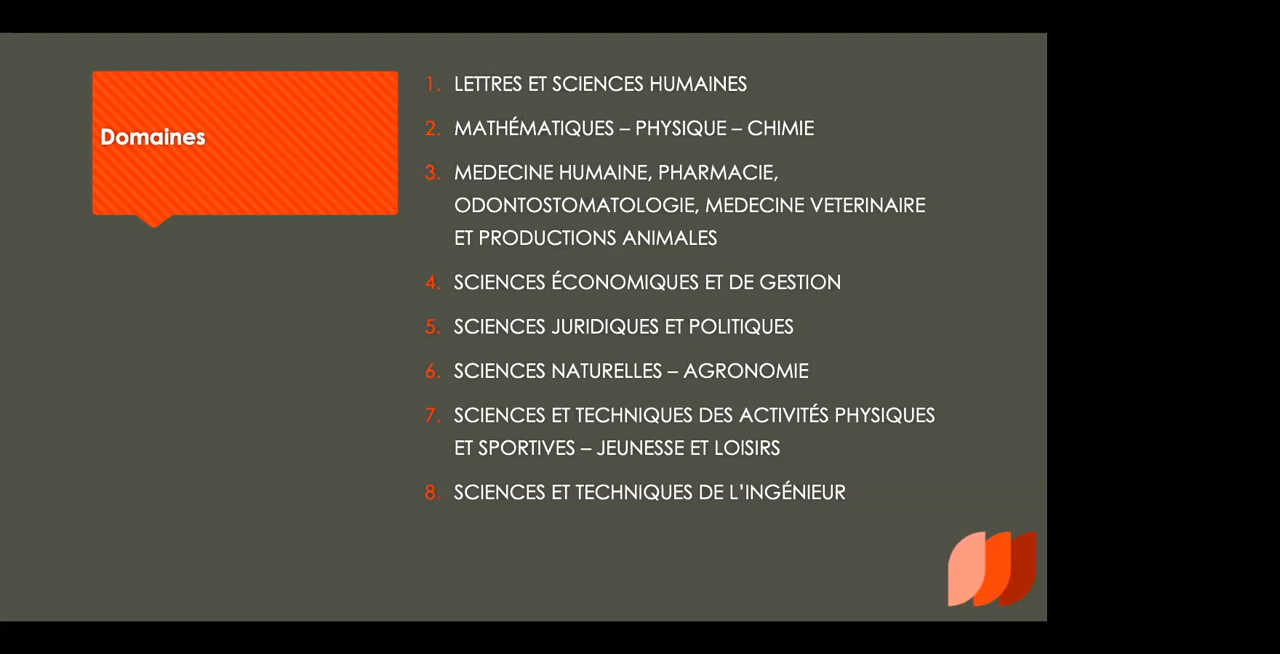 Domaines
1. LETTRES ET SCIENCES HUMAINES
2. MATHÉMATIQUES – PHYSIQUE – CHIMIE
3. MEDECINE HUMAINE, PHARMACIE,
ODONTOSTOMATOLOGIE, MEDECINE VETERINAIRE
ET PRODUCTIONS ANIMALES
4. SCIENCES ÉCONOMIQUES ET DE GESTION
5. SCIENCES JURIDIQUES ET POLITIQUES
6. SCIENCES NATURELLES – AGRONOMIE
7. SCIENCES ET TECHNIQUES DES ACTIVITÉS PHYSIQUES
ET SPORTIVES – JEUNESSE ET LOISIRS
8. SCIENCES ET TECHNIQUES DE L’INGÉNIEUR